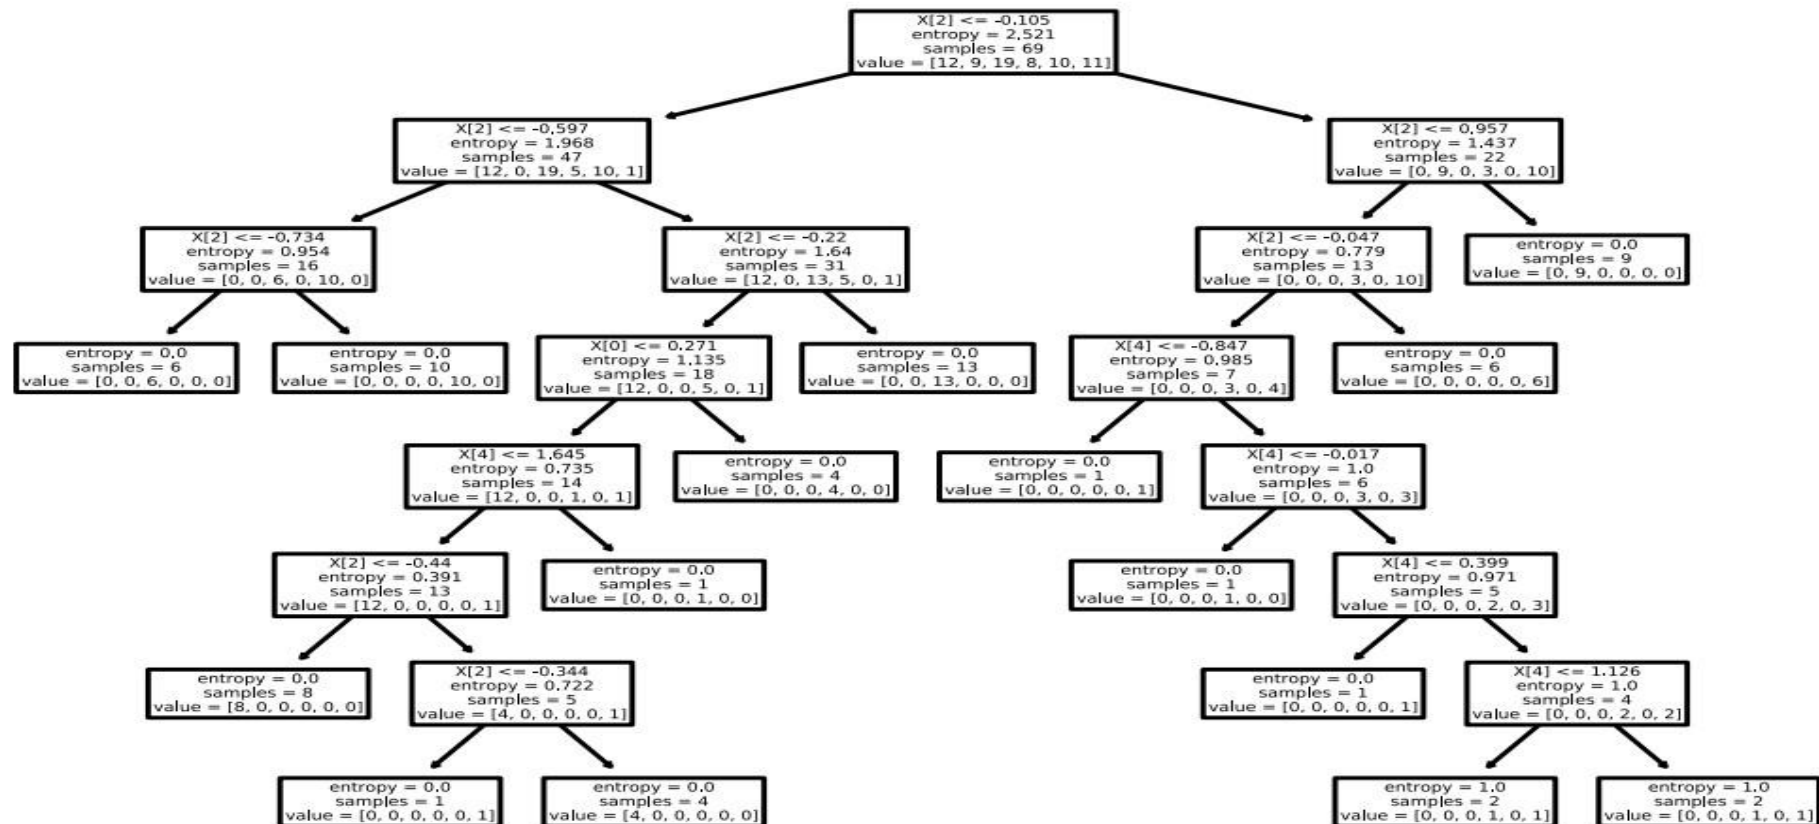 X[2] <= -0.105
entropy = 2.521
samples = 69
value = [12, 9, 19, 8, 10, 11]
X[2] <= -0.597
entropy = 1.968
samples = 47
value = [12, 0, 19, 5, 10, 1]
X[2] <= 0.957
entropy = 1.437
samples = 22
value = [0, 9, 0, 3, 0, 10]
X[2] <= -0.734
entropy = 0.954
samples = 16
value = [0, 0, 6, 0, 10, 0]
X[2] <= -0.22
entropy = 1.64
samples = 31
value = [12, 0, 13, 5, 0, 1]
X[2] <= -0.047
entropy = 0.779
samples = 13
value = [0, 0, 0, 3, 0, 10]
entropy = 0.0
samples = 9
value = [0, 9, 0, 0, 0, 0]
entropy = 0.0
samples = 6
value = [0, 0, 6, 0, 0, 0]
entropy = 0.0
samples = 10
value = [0, 0, 0, 0, 10, 0]
X[0] <= 0.271
entropy = 1.135
samples = 18
value = [12, 0, 0, 5, 0, 1]
entropy = 0.0
samples = 13
value = [0, 0, 13, 0, 0, 0]
X[4] <= -0.847
entropy = 0.985
samples = 7
value = [0, 0, 0, 3, 0, 4]
entropy = 0.0
samples = 6
value = [0, 0, 0, 0, 0, 6]
X[4] <= 1.645
entropy = 0.735
samples = 14
value = [12, 0, 0, 1, 0, 1]
entropy = 0.0
samples = 4
value = [0, 0, 0, 4, 0, 0]
entropy = 0.0
samples = 1
value = [0, 0, 0, 0, 0, 1]
X[4] <= -0.017
entropy = 1.0
samples = 6
value = [0, 0, 0, 3, 0, 3]
X[2] <= -0.44
entropy = 0.391
samples = 13
value = [12, 0, 0, 0, 0, 1]
entropy = 0.0
samples = 1
value = [0, 0, 0, 1, 0, 0]
entropy = 0.0
samples = 1
value = [0, 0, 0, 1, 0, 0]
X[4] <= 0.399
entropy = 0.971
samples = 5
value = [0, 0, 0, 2, 0, 3]
entropy = 0.0
samples = 8
value = [8, 0, 0, 0, 0, 0]
X[2] <= -0.344
entropy = 0.722
samples = 5
value = [4, 0, 0, 0, 0, 1]
entropy = 0.0
samples = 1
value = [0, 0, 0, 0, 0, 1]
X[4] <= 1.126
entropy = 1.0
samples = 4
value = [0, 0, 0, 2, 0, 2]
entropy = 0.0
samples = 1
value = [0, 0, 0, 0, 0, 1]
entropy = 0.0
samples = 4
value = [4, 0, 0, 0, 0, 0]
entropy = 1.0
samples = 2
value = [0, 0, 0, 1, 0, 1]
entropy = 1.0
samples = 2
value = [0, 0, 0, 1, 0, 1]